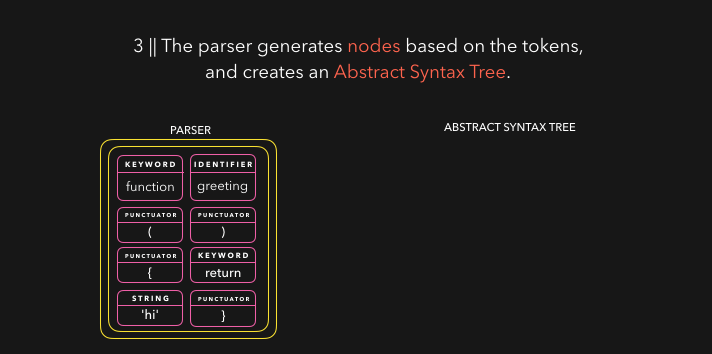 3 || The parser generates nodes based on the tokens,
and creates an Abstract Syntax Tree.
PARSER
ABSTRACT SYNTAX TREE
KEYWORD
function
IDENTIFIER
greeting
PUNCTUATOR
(
PUNCTUATOR
)
PUNCTUATOR
{
KEYWORD
return
STRING
'hi'
PUNCTUATOR
}